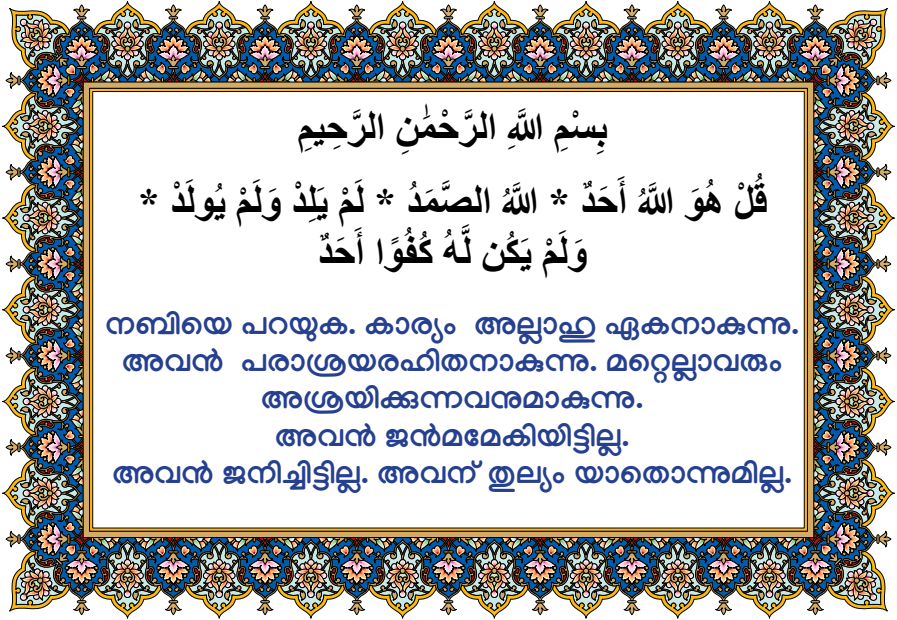 بِسْمِ اللَّهِ الرَّحْمَٰنِ الرَّحِيمِ
قُلْ هُوَ اللَّهُ أَحَدٌ * اللَّهُ الصَّمَدُ * لَمْ يَلِدْ وَلَمْ يُولَدْ *
وَلَمْ يَكُن لَّهُ كُفُوًا أَحَدٌ
നബിയെ പറയുക. കാര്യം അല്ലാഹു ഏകനാകുന്നു.
അവൻ പരാശ്രയരഹിതനാകുന്നു. മറ്റെല്ലാവരും
അശ്രയിക്കുന്നവനുമാകുന്നു.
അവൻ ജൻമമേകിയിട്ടില്ല.
അവൻ ജനിച്ചിട്ടില്ല. അവന് തുല്യം യാതൊന്നുമില്ല.